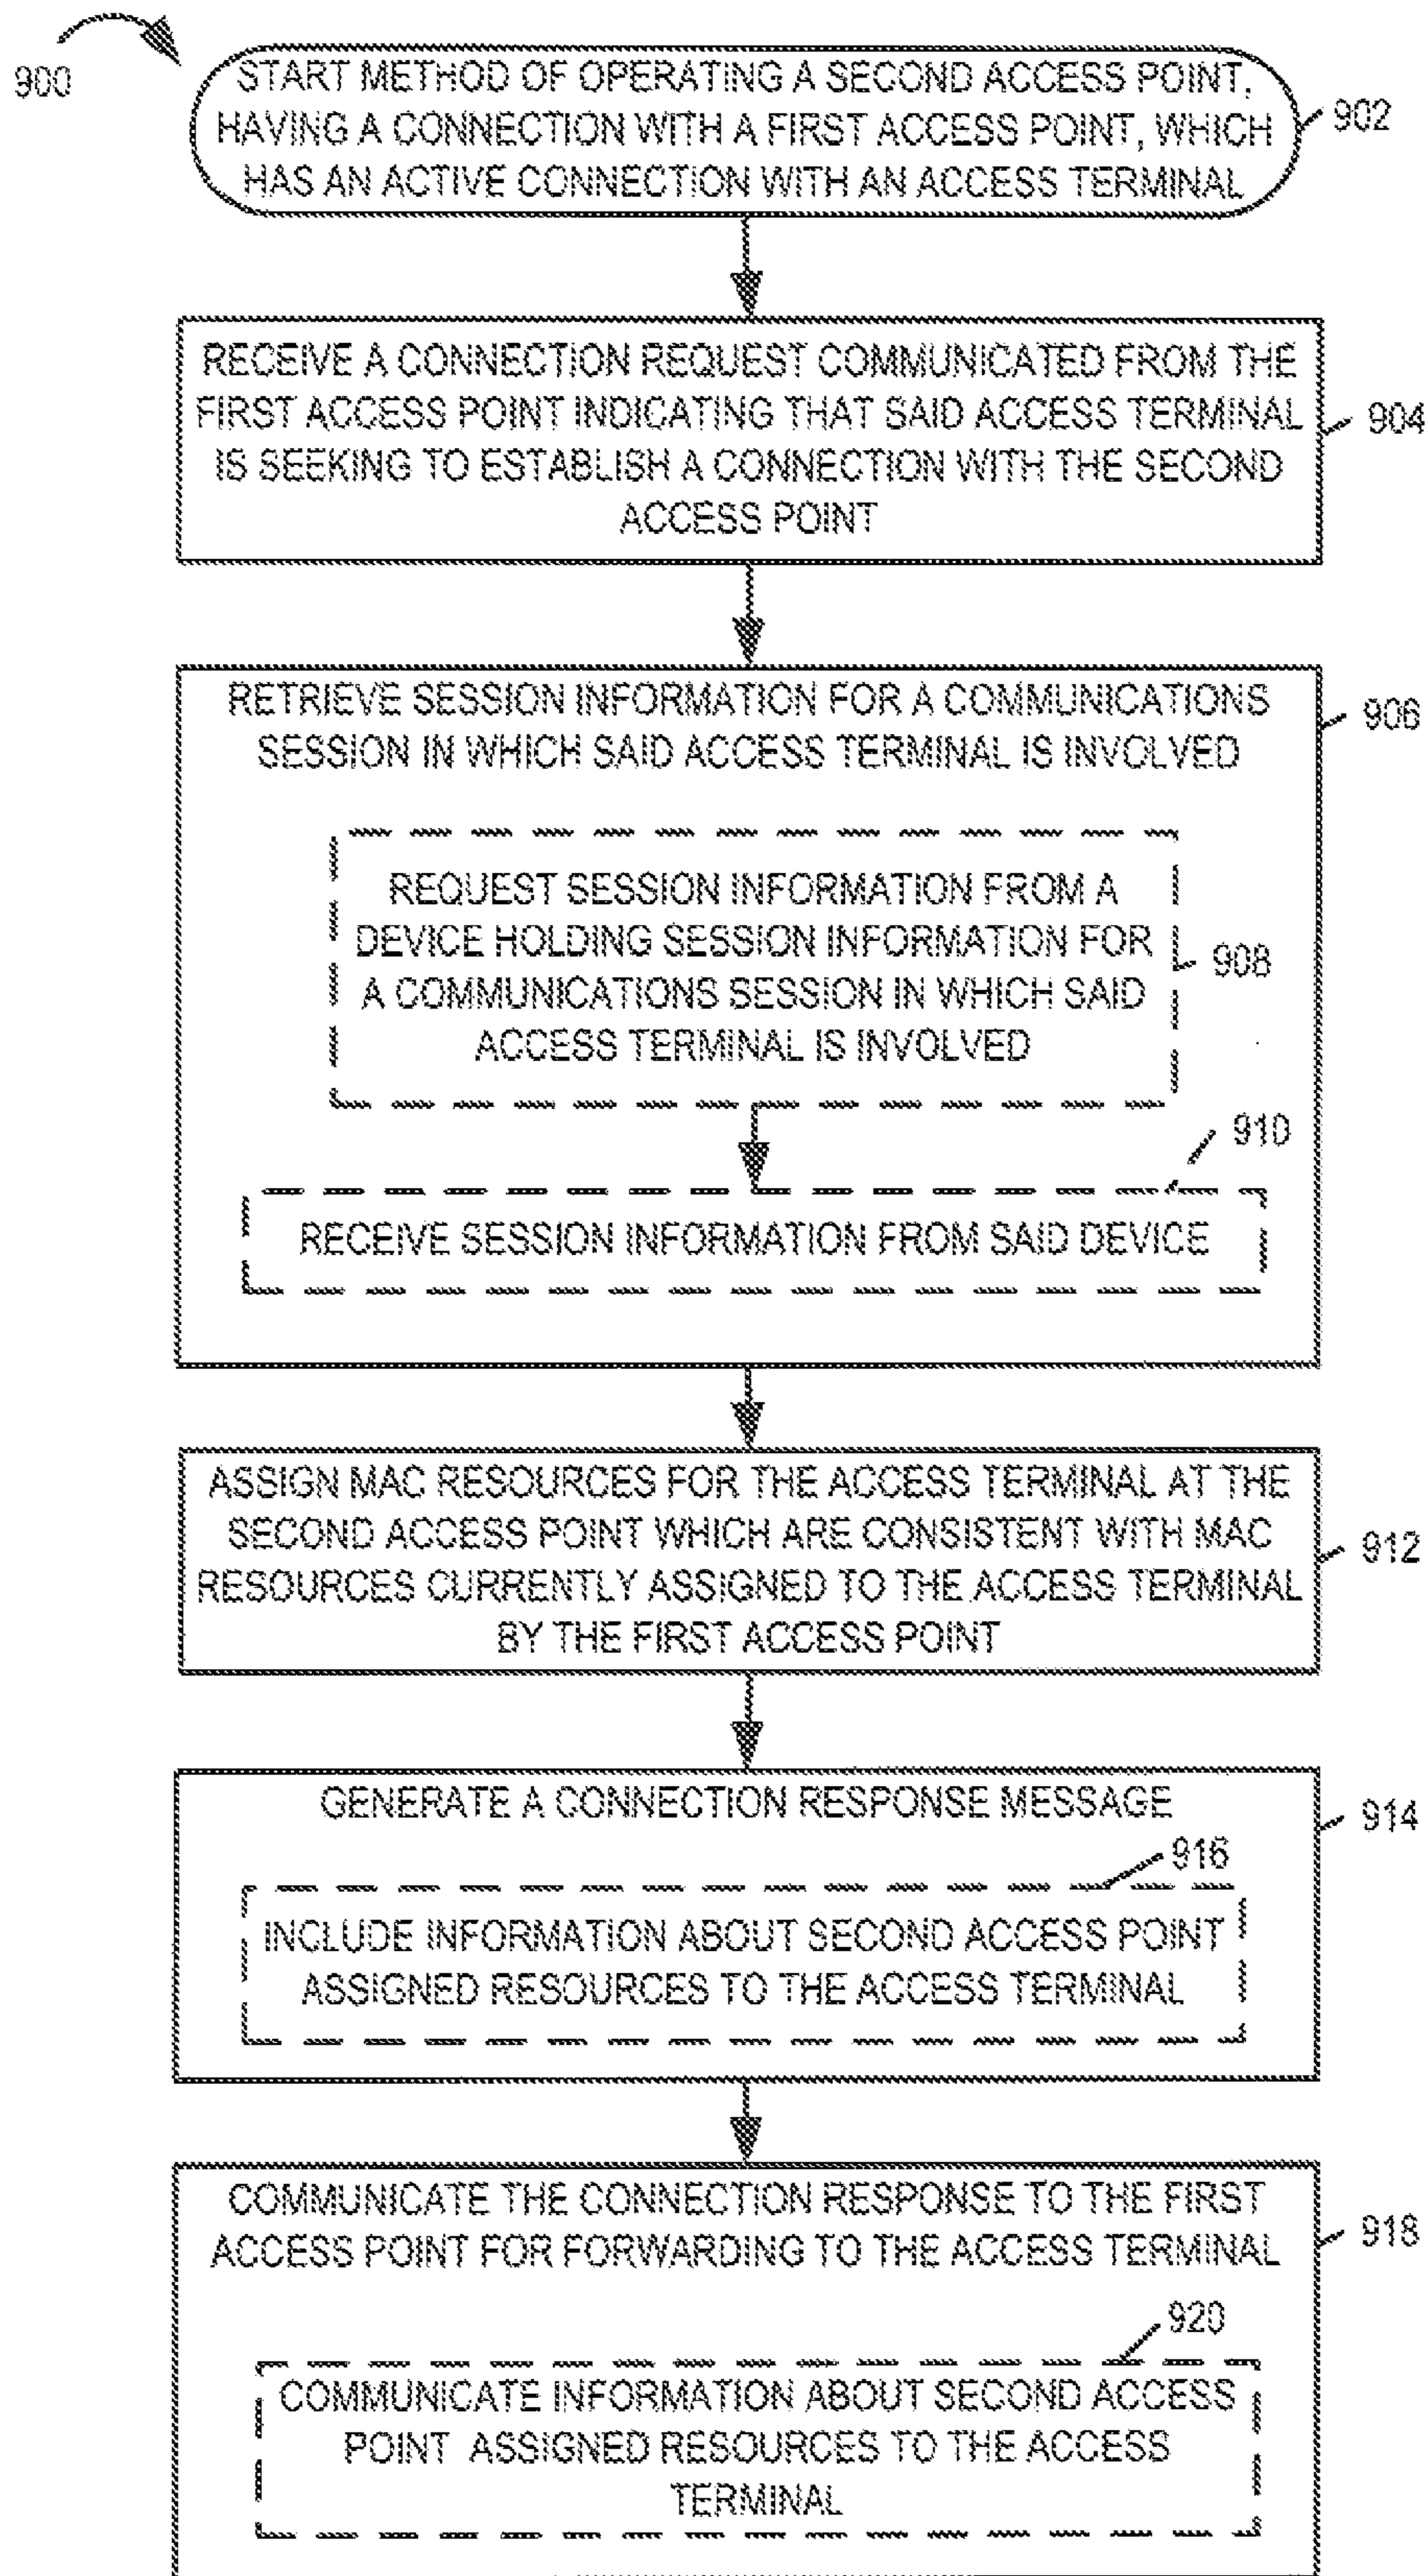 900
START METHOD OF OPERATING A SECOND ACCESS POINT,
HAVING A CONNECTION WITH A FIRST ACCESS POINT, WHICH
HAS AN ACTIVE CONNECTION WITH AN ACCESS TERMINAL
902
RECEIVE A CONNECTION REQUEST COMMUNICATED FROM THE
FIRST ACCESS POINT INDICATING THAT SAID ACCESS TERMINAL
IS SEEKING TO ESTABLISH A CONNECTION WITH THE SECOND
ACCESS POINT
904
RETRIEVE SESSION INFORMATION FOR A COMMUNICATIONS
SESSION IN WHICH SAID ACCESS TERMINAL IS INVOLVED
906
REQUEST SESSION INFORMATION FROM A
DEVICE HOLDING SESSION INFORMATION FOR
A COMMUNICATIONS SESSION IN WHICH SAID
ACCESS TERMINAL IS INVOLVED
908
910
RECEIVE SESSION INFORMATION FROM SAID DEVICE
ASSIGN MAC RESOURCES FOR THE ACCESS TERMINAL AT THE
SECOND ACCESS POINT WHICH ARE CONSISTENT WITH MAC
RESOURCES CURRENTLY ASSIGNED TO THE ACCESS TERMINAL
BY THE FIRST ACCESS POINT
912
GENERATE A CONNECTION RESPONSE MESSAGE
914
916
INCLUDE INFORMATION ABOUT SECOND ACCESS POINT
ASSIGNED RESOURCES TO THE ACCESS TERMINAL
COMMUNICATE THE CONNECTION RESPONSE TO THE FIRST
ACCESS POINT FOR FORWARDING TO THE ACCESS TERMINAL
918
920
COMMUNICATE INFORMATION ABOUT SECOND ACCESS
POINT ASSIGNED RESOURCES TO THE ACCESS
TERMINAL